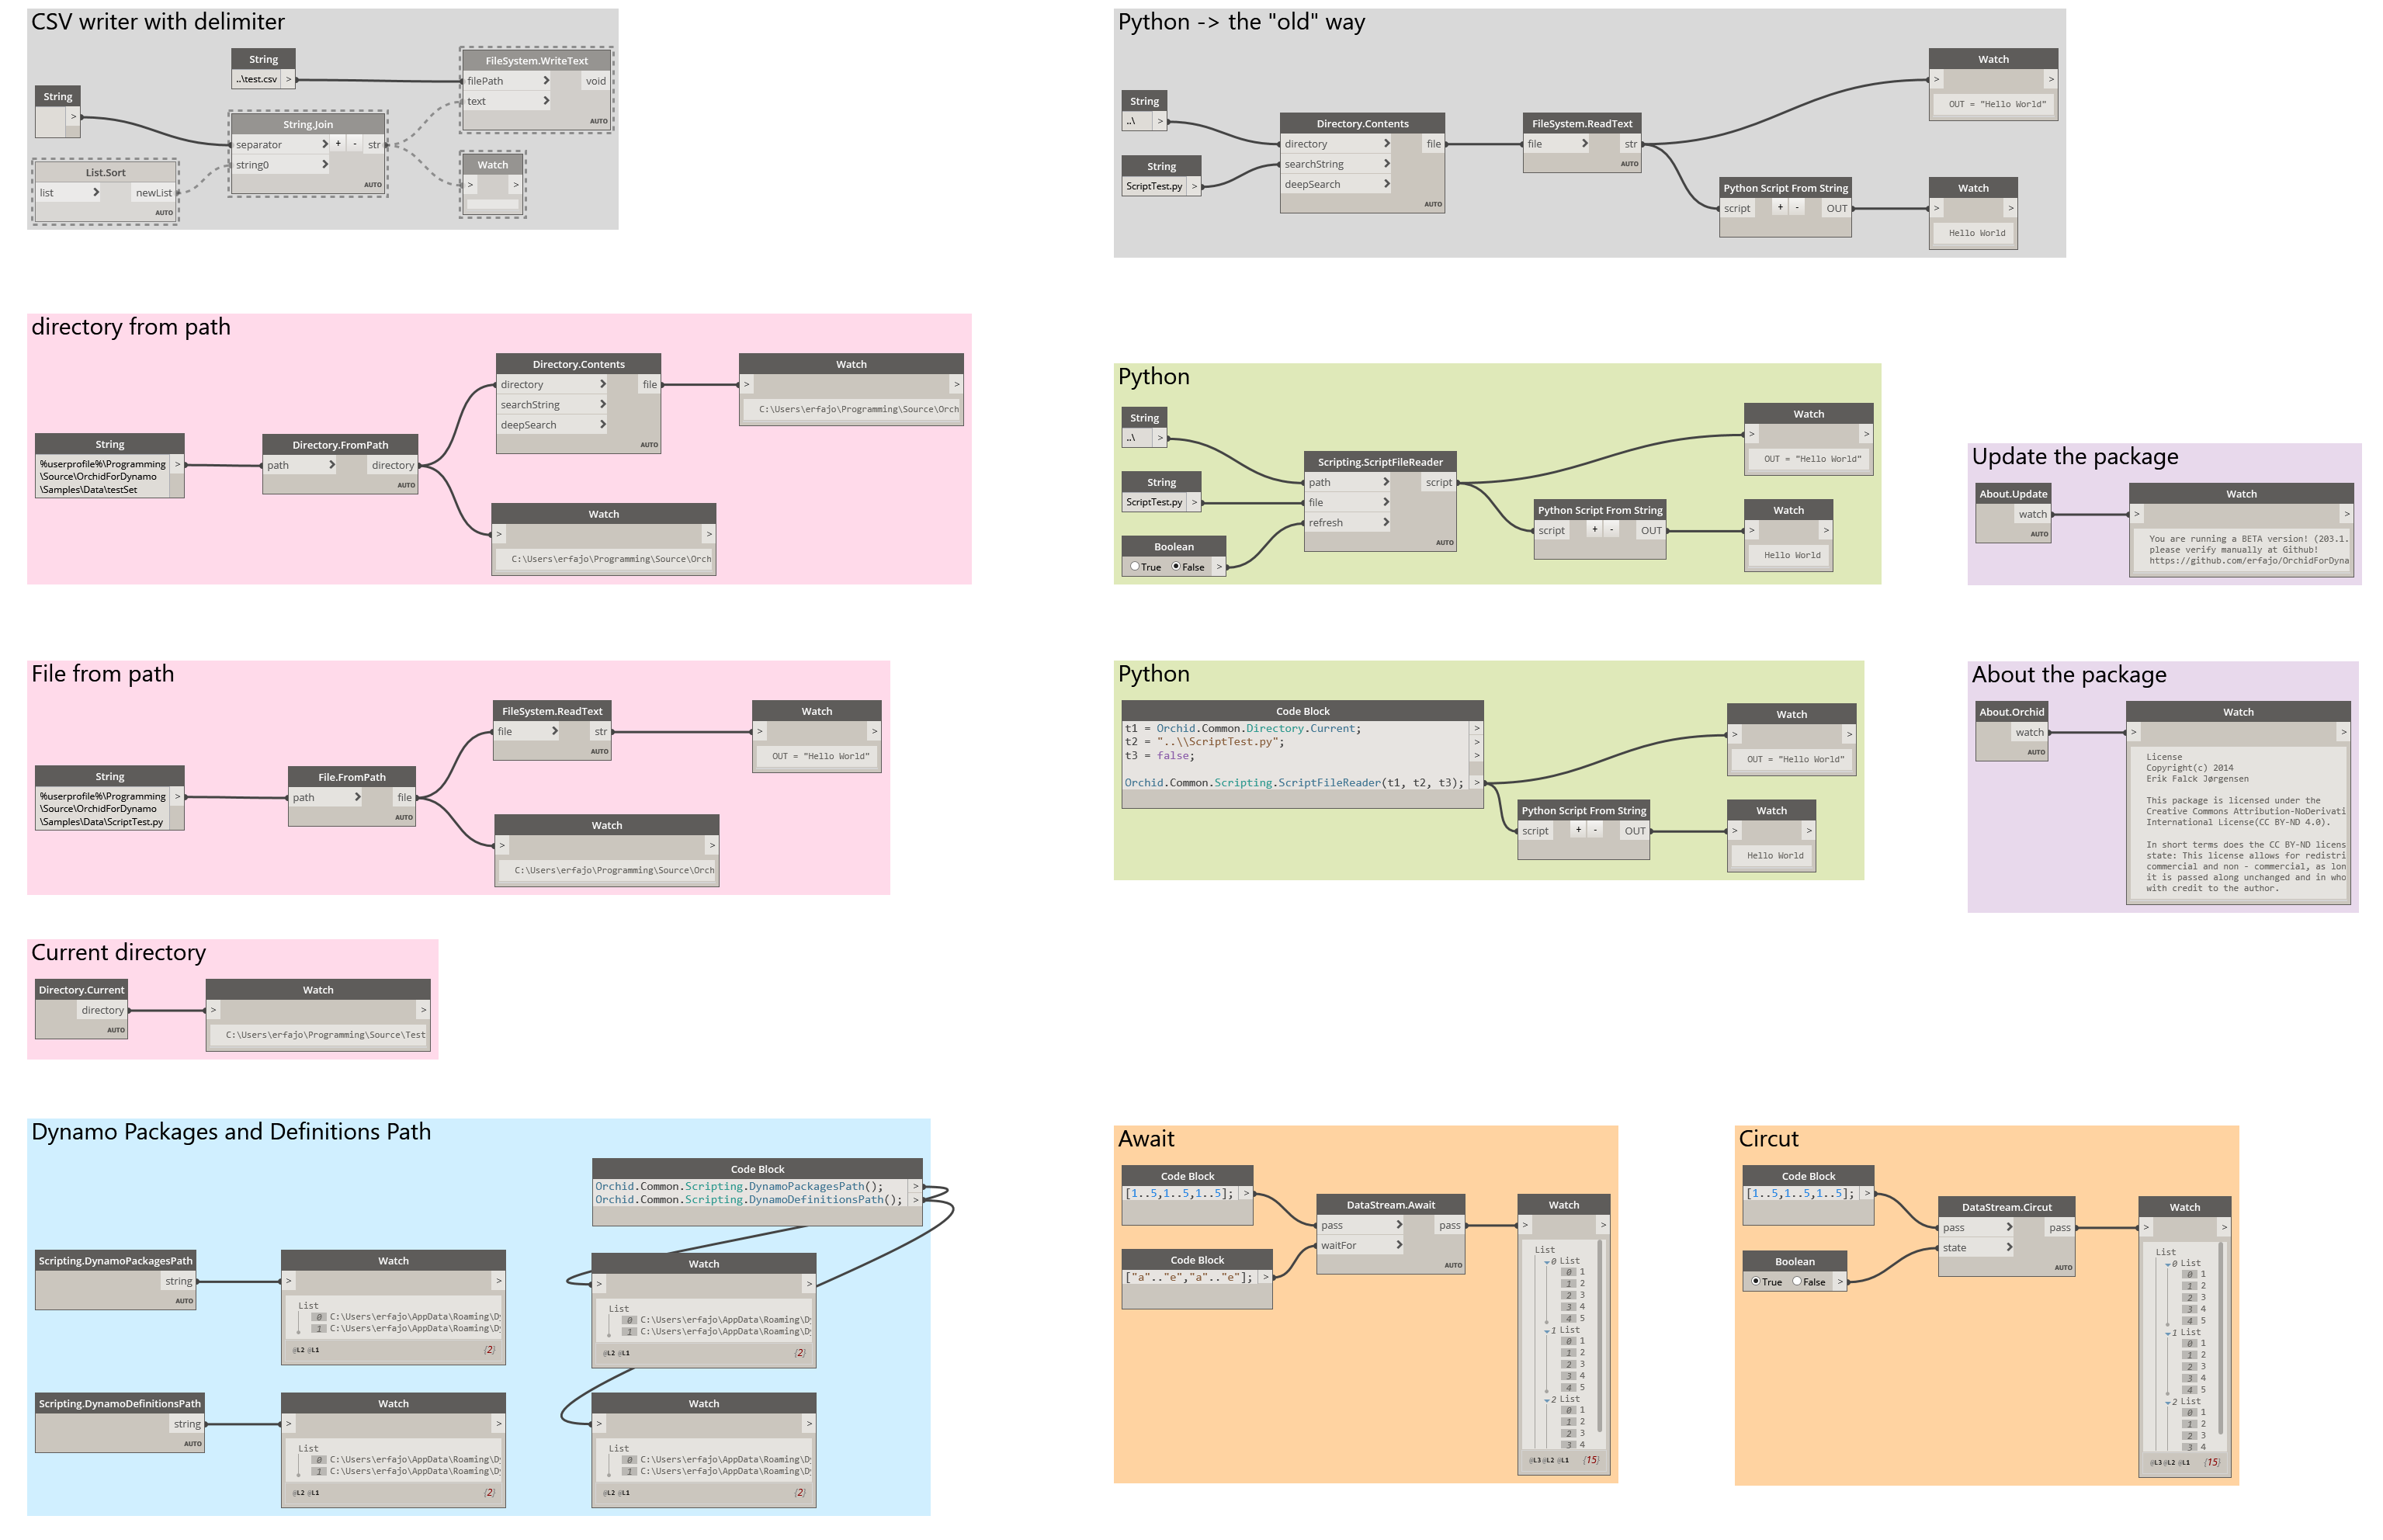 CSV writer with delimiter
String
..\test.csv >
FileSystem.WriteText
filePath >
void
text >
AUTO
String
>
String.Join
separator >
+ -
str
string0 >
AUTO
List.Sort
list >
newList
AUTO
Watch
> >
Python -> the "old" way
String
..\ >
String
ScriptTest.py >
Directory.Contents
directory >
file
searchString >
deepSearch >
AUTO
FileSystem.ReadText
file >
str
AUTO
Watch
> >
OUT = "Hello World"
Python Script From String
script + - OUT
Watch
> >
Hello World
directory from path
String
%userprofile%\Programming >
\Source\OrchidForDynamo
\Samples\Data\testSet
Directory.FromPath
path > directory
AUTO
Directory.Contents
directory > file
searchString >
deepSearch >
AUTO
Watch
> >
C:\Users\erfajo\Programming\Source\Orch
Watch
> >
C:\Users\erfajo\Programming\Source\Orch
Python
String
..\ >
String
ScriptTest.py >
Boolean
True False >
Scripting.ScriptFileReader
path > script
file >
refresh >
AUTO
Watch
> >
OUT = "Hello World"
Python Script From String
script + - OUT
Watch
> >
Hello World
Update the package
About.Update
watch
AUTO
Watch
> >
You are running a BETA version! (203.1.
please verify manually at Github!
https://github.com/erfajo/OrchidForDyna
File from path
String
%userprofile%\Programming >
\Source\OrchidForDynamo
\Samples\Data\ScriptTest.py
File.FromPath
path > file
AUTO
FileSystem.ReadText
file > str
AUTO
Watch
> >
OUT = "Hello World"
Watch
> >
C:\Users\erfajo\Programming\Source\Orch
Python
Code Block
t1 = Orchid.Common.Directory.Current; >
t2 = "..\\ScriptTest.py"; >
t3 = false; >
Orchid.Common.Scripting.ScriptFileReader(t1, t2, t3); >
Watch
> >
OUT = "Hello World"
Python Script From String
script + - OUT
Watch
> >
Hello World
About the package
About.Orchid
watch
AUTO
Watch
> >
License
Copyright(c) 2014
Erik Falck Jørgensen
This package is licensed under the
Creative Commons Attribution-NoDerivati
International License(CC BY-ND 4.0).
In short terms does the CC BY-ND licens
state: This license allows for redistri
commercial and non - commercial, as lon
it is passed along unchanged and in who
with credit to the author.
Current directory
Directory.Current
directory
AUTO
Watch
> >
C:\Users\erfajo\Programming\Source\Test
Dynamo Packages and Definitions Path
Code Block
Orchid.Common.Scripting.DynamoPackagesPath(); >
Orchid.Common.Scripting.DynamoDefinitionsPath(); >
Scripting.DynamoPackagesPath
string
AUTO
Watch
> >
List
0 C:\Users\erfajo\AppData\Roaming\Dy
1 C:\Users\erfajo\AppData\Roaming\Dy
@L2 @L1 {2}
Watch
> >
List
0 C:\Users\erfajo\AppData\Roaming\Dy
1 C:\Users\erfajo\AppData\Roaming\Dy
@L2 @L1 {2}
Scripting.DynamoDefinitionsPath
string
AUTO
Watch
> >
List
0 C:\Users\erfajo\AppData\Roaming\Dy
1 C:\Users\erfajo\AppData\Roaming\Dy
@L2 @L1 {2}
Watch
> >
List
0 C:\Users\erfajo\AppData\Roaming\Dy
1 C:\Users\erfajo\AppData\Roaming\Dy
@L2 @L1 {2}
Await
Code Block
[1..5,1..5,1..5]; >
Code Block
["a".."e","a".."e"]; >
DataStream.Await
pass > pass
waitFor >
AUTO
Watch
> >
List
0 List
0 1
1 2
2 3
3 4
4 5
1 List
0 1
1 2
2 3
3 4
4 5
2 List
0 1
1 2
2 3
3 4
@L3 @L2 @L1 {15}
Circut
Code Block
[1..5,1..5,1..5]; >
Boolean
True False >
DataStream.Circut
pass > pass
state >
AUTO
Watch
> >
List
0 List
0 1
1 2
2 3
3 4
4 5
1 List
0 1
1 2
2 3
3 4
4 5
2 List
0 1
1 2
2 3
3 4
@L3 @L2 @L1 {15}